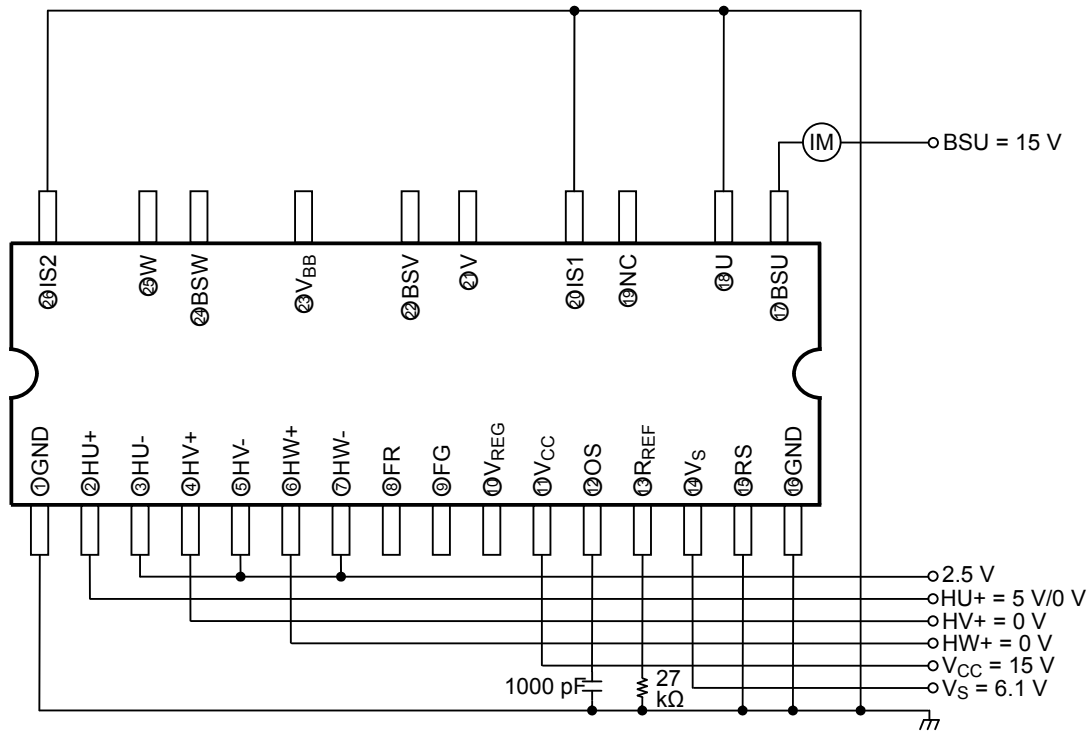 IM
BSU = 15 V
㉖IS2
㉕W
㉔BSW
㉓VBB
㉒BSV
㉑V
⑳IS1
⑲NC
⑱U
⑰BSU
①GND
②HU+
③HU-
④HV+
⑤HV-
⑥HW+
⑦HW-
⑧FR
⑨FG
⑩VREG
⑪VCC
⑫OS
⑬RREF
⑭VS
⑮RS
⑯GND
2.5 V
HU+ = 5 V/0 V
HV+ = 0 V
HW+ = 0 V
VCC = 15 V
VS = 6.1 V
1000 pF
27
kΩ